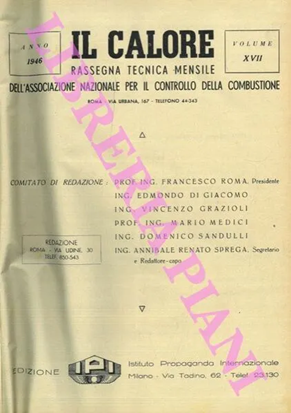 ANNO
1946
IL CALORE
VOLUME
XVII
RASSEGNA TECNICA MENSILE
DELL'ASSOCIAZIONE NAZIONALE PER IL CONTROLLO DELLA COMBUSTIONE
ROMA - VIA URBANA, 167 - TELEFONO 44-343
COMITATO DI REDAZIONE : PROF. ING. FRANCESCO ROMA, Presidente
ING. EDMONDO DI GIACOMO
ING. VINCENZO GRAZIOLI
PROF. ING. MARIO MEDICI
ING. DOMENICO SANDULLI
ING. ANNIBALE RENATO SPREGA, Segretario
e Redattore-capo
REDAZIONE
ROMA - VIA UDINE, 30
TELEF. 850-543
EDIZIONE
IPI
Istituto Propaganda Internazionale
Milano - Via Tadino, 62 - Tel. 23.130
LIBRERIA PIANI